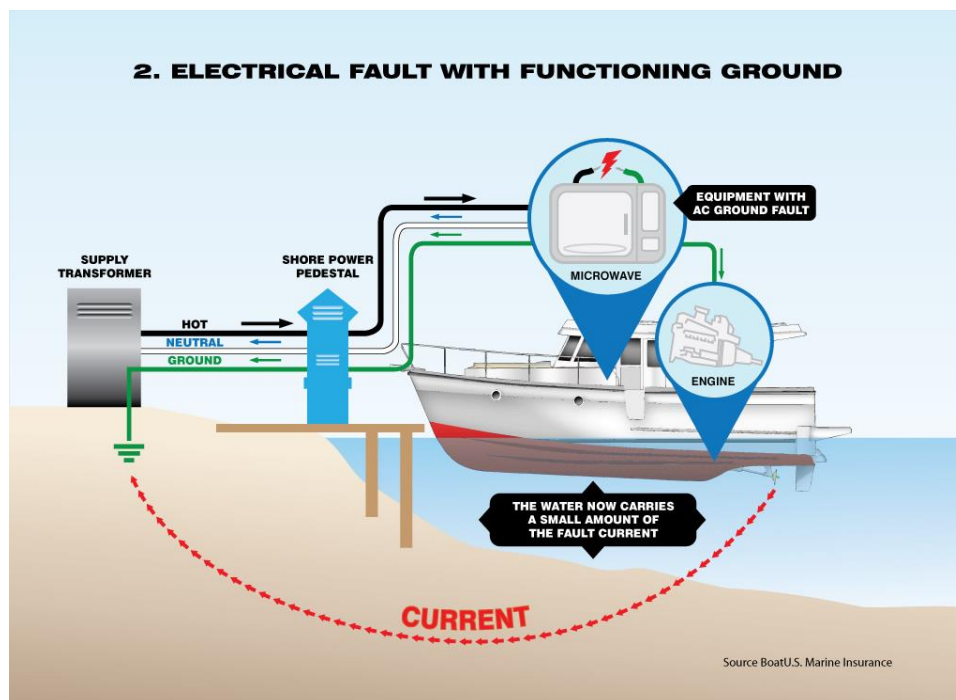 2. ELECTRICAL FAULT WITH FUNCTIONING GROUND
EQUIPMENT WITH
AC GROUND FAULT
SUPPLY
TRANSFORMER
SHORE POWER
PEDESTAL
MICROWAVE
HOT
NEUTRAL
GROUND
ENGINE
THE WATER NOW CARRIES
A SMALL AMOUNT OF
THE FAULT CURRENT
CURRENT
Source BoatU.S. Marine Insurance